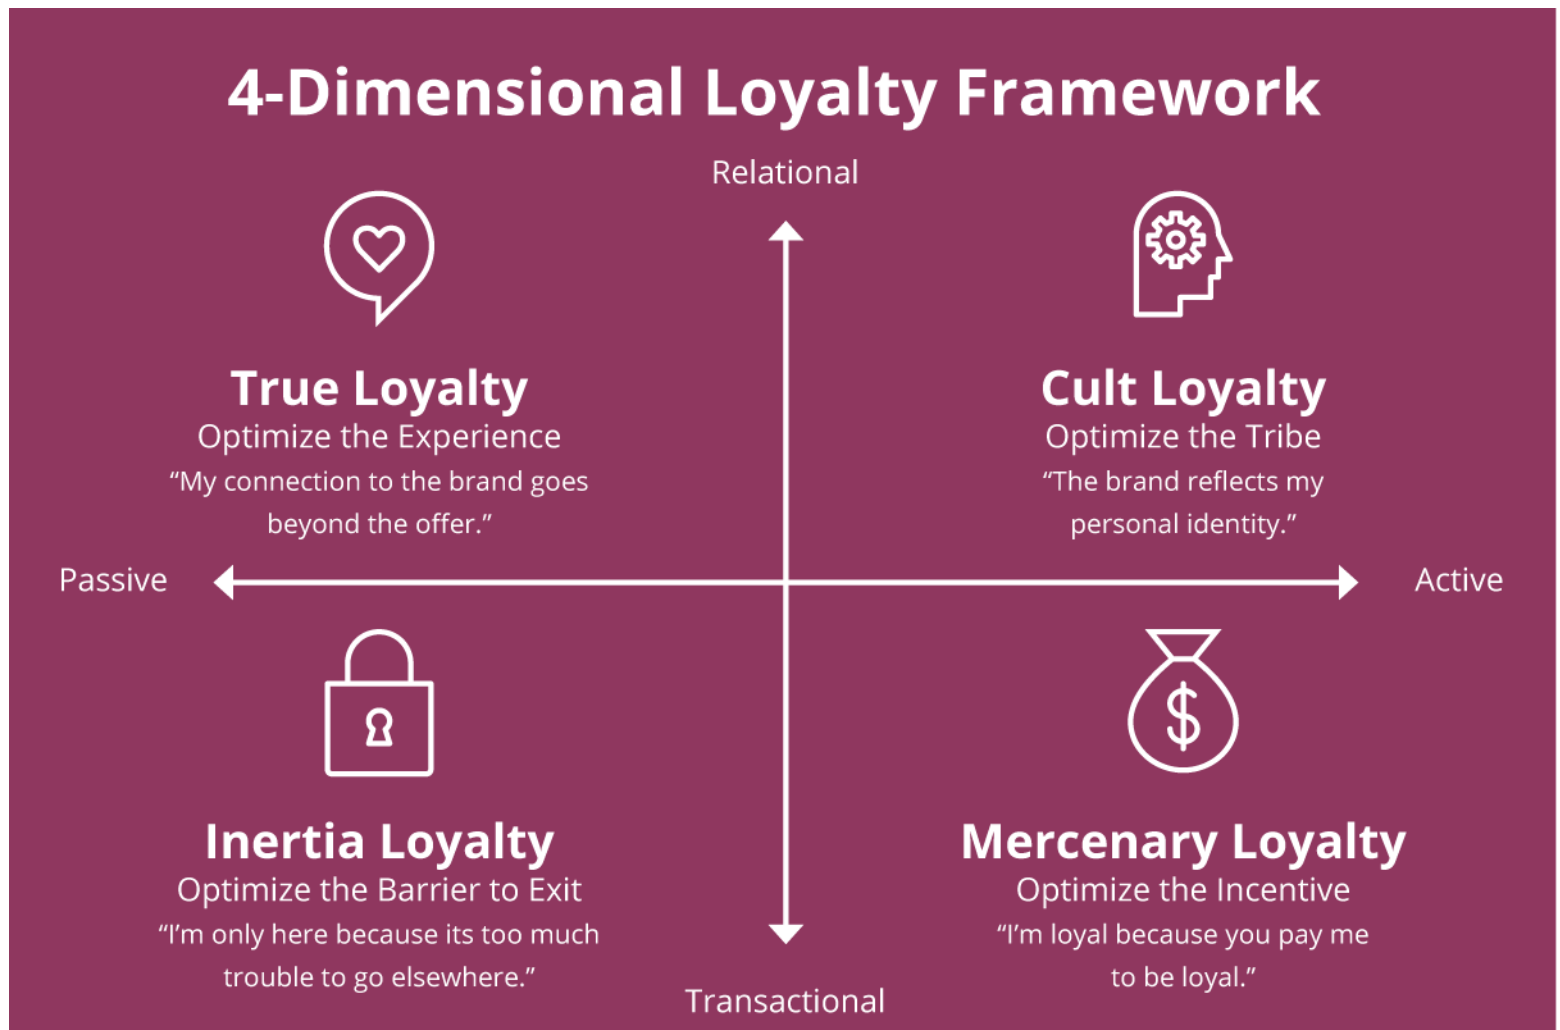 4-Dimensional Loyalty Framework
Relational
True Loyalty
Optimize the Experience
“My connection to the brand goes
beyond the offer.”
Cult Loyalty
Optimize the Tribe
“The brand reflects my
personal identity.”
Passive
Active
Inertia Loyalty
Optimize the Barrier to Exit
“I’m only here because its too much
trouble to go elsewhere.”
$
Mercenary Loyalty
Optimize the Incentive
“I’m loyal because you pay me
to be loyal.”
Transactional